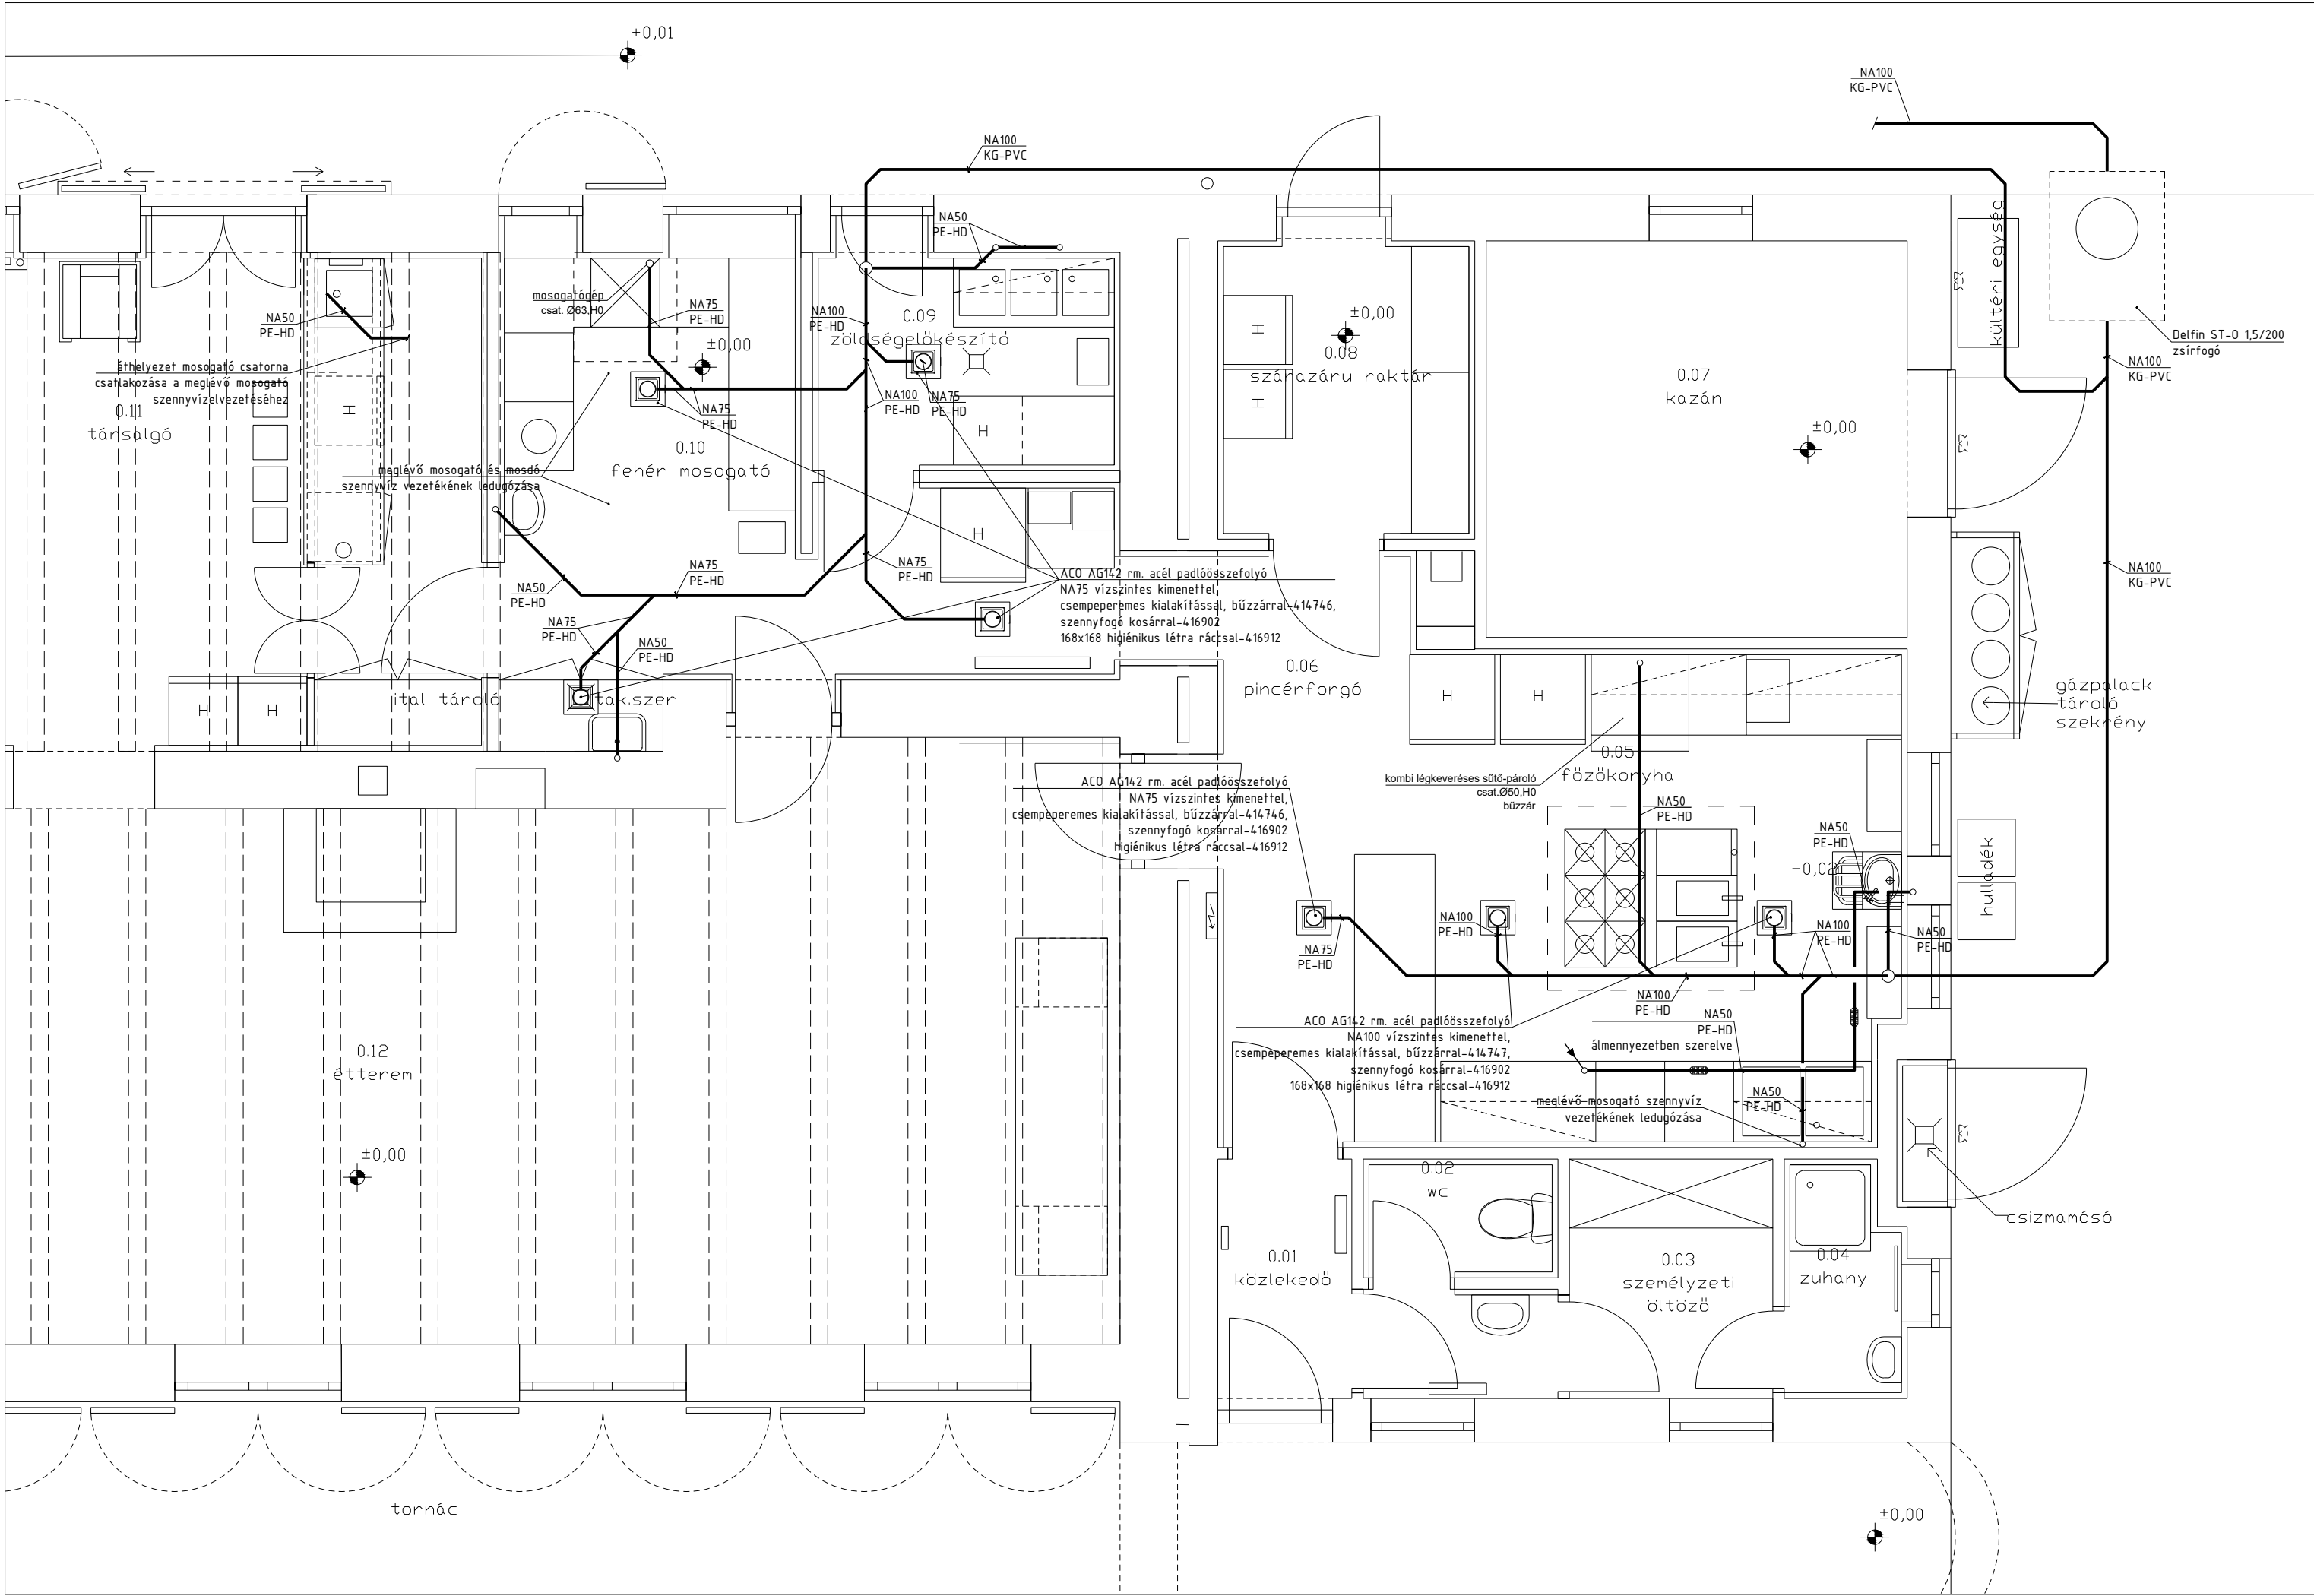 +0,01
NA100
KG-PVC
NA100
KG-PVC
NA50
PE-HD
kültéri egység
mosogatógép
csat. Ø63,H0
NA75
PE-HD
NA100
PE-HD
0.09
zöldségelőkészítő
±0,00
0.08
szárazáru raktár
NA50
PE-HD
±0,00
Delfin ST-O 1,5/200
zsírfogó
NA100
KG-PVC
áthelyezet mosogató csatorna
csatlakozása a meglévő mosogató
szennyvízelvezetéséhez
0.11
társalgó
H
H
H
0.07
kazán
±0,00
NA75
PE-HD
NA100
PE-HD
NA75
PE-HD
H
0.10
fehér mosogató
meglévő mosogató és mosdó
szennyvíz vezetékének ledugózása
H
NA50
PE-HD
NA75
PE-HD
NA75
PE-HD
ACO AG142 rm. acél padlóösszefolyó
NA75 vízszintes kimenettel,
csempeperemes kialakítással, bűzzárral-414746,
szennyfogó kosárral-416902
168x168 higiénikus létra ráccsal-416912
NA100
KG-PVC
NA75
PE-HD
NA50
PE-HD
0.06
pincérforgó
H
H
ital tároló
tak.szer
H
H
gázpalack
tároló
szekrény
0.05
főzőkonyha
kombi légkeveréses sütő-pároló
csat.Ø50,H0
bűzzár
ACO AG142 rm. acél padlóösszefolyó
NA75 vízszintes kimenettel,
csempeperemes kialakítással, bűzzárral-414746,
szennyfogó kosárral-416902
higiénikus létra ráccsal-416912
NA50
PE-HD
NA50
PE-HD
-0,02
hulladék
NA75
PE-HD
NA100
PE-HD
NA100
PE-HD
NA50
PE-HD
NA100
PE-HD
ACO AG142 rm. acél padlóösszefolyó
NA100 vízszintes kimenettel,
csempeperemes kialakítással, bűzzárral-414747,
szennyfogó kosárral-416902
168x168 higiénikus létra ráccsal-416912
NA50
PE-HD
álmennyezetben szerelve
meglévő mosogató szennyvíz
vezetékének ledugózása
NA50
PE-HD
0.12
étterem
±0,00
0.02
WC
csizmamósó
0.01
közlekedő
0.03
személyzeti
öltöző
0.04
zuhany
tornác
±0,00